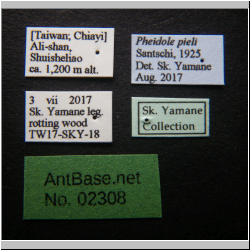 [Taiwan; Chiayi]
Ali-shan,
Shuisheliao
ca. 1,200 m alt.
Pheidole pieli
Santschi, 1925
Det. Sk. Yamane
Aug. 2017
3 vii 2017
Sk. Yamane leg.
rotting wood
TW17-SKY-18
Sk. Yamane
Collection
AntBase.net
No. 02308